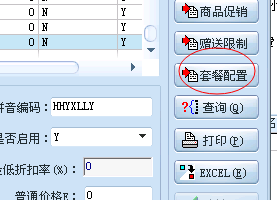 0 N Y
0 N N
0 N Y
0 N Y
音编码： HHYXLLY
是否启用： Y
低折扣率(%)： 0
普通价格E 0
商品促销
赠送限制
套餐配置
查询(Q)
打印(P)
EXCEL(E)